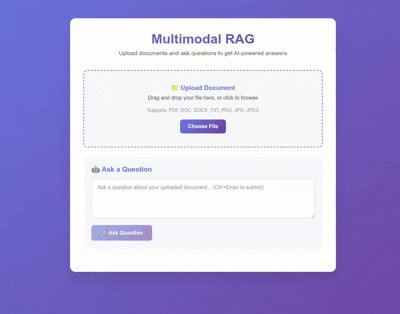 Multimodal RAG
Upload documents and ask questions to get AI-powered answers
📁 Upload Document
Drag and drop your file here, or click to browse
Supports: PDF, DOC, DOCX, TXT, PNG, JPG, JPEG
Choose File
🤖 Ask a Question
Ask a question about your uploaded document... (Ctrl+Enter to submit)
🚀 Ask Question